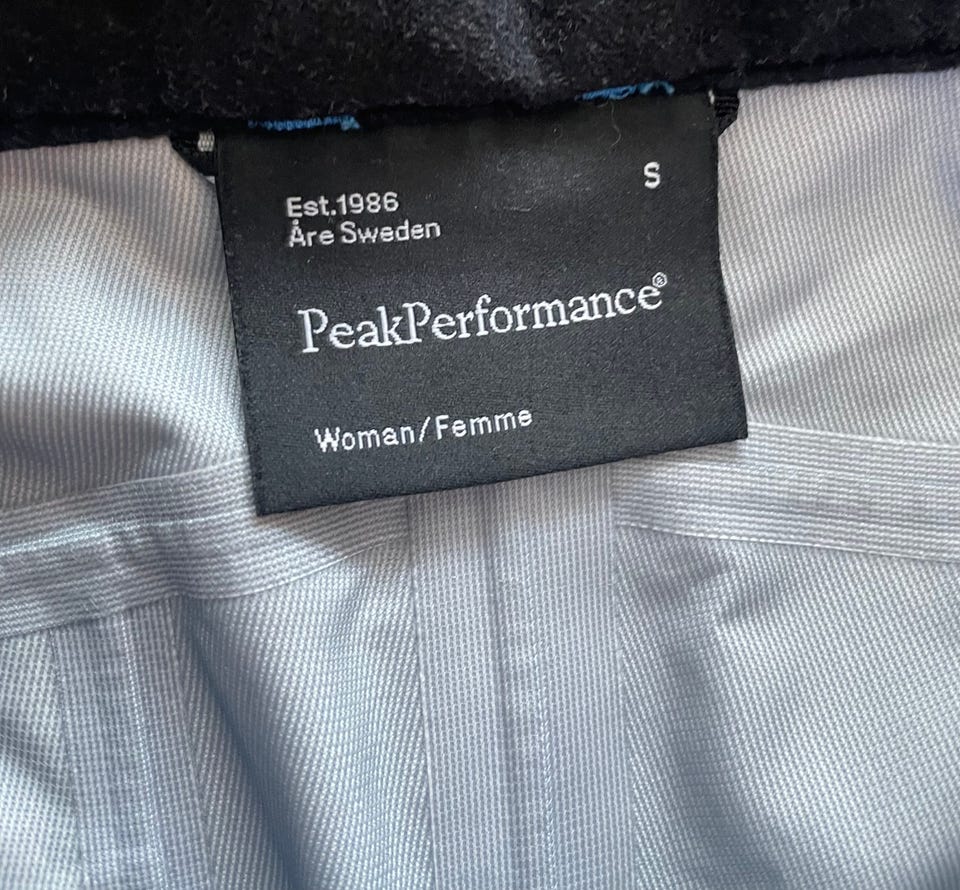 S
Est.1986
Åre Sweden
PeakPerformance®
Woman/Femme